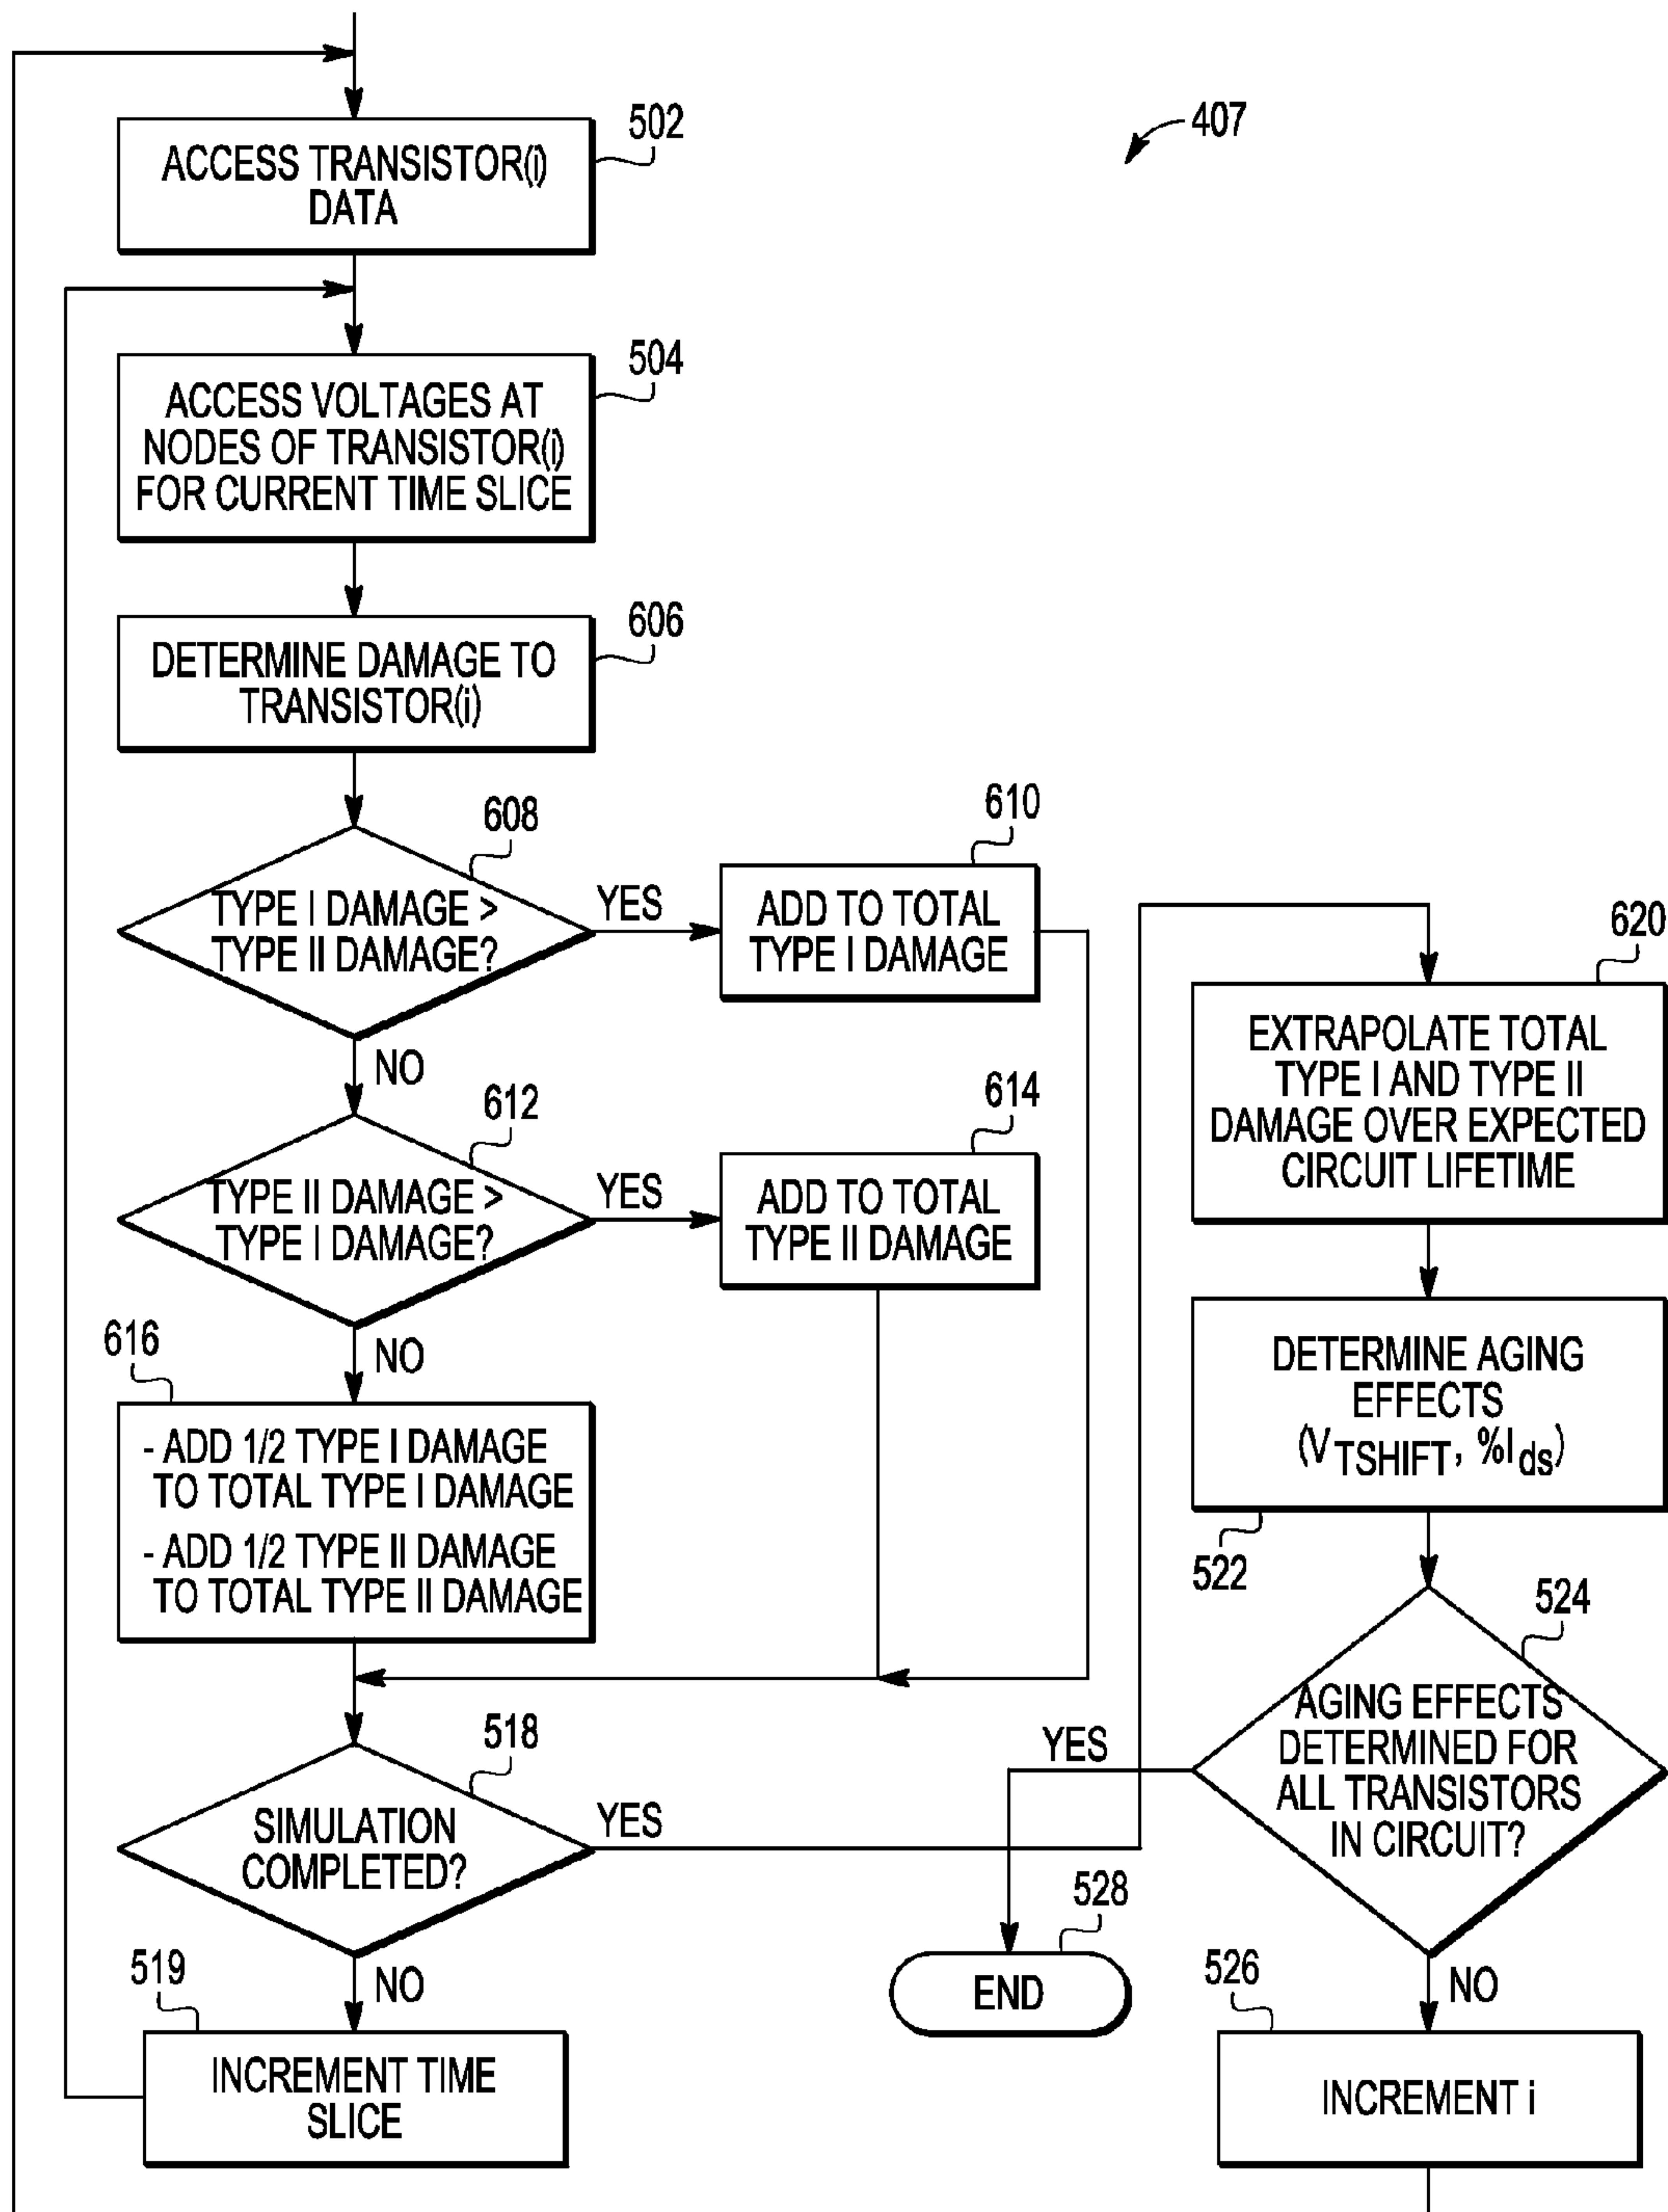 407
502
ACCESS TRANSISTOR(i)
DATA
504
ACCESS VOLTAGES AT
NODES OF TRANSISTOR(i)
FOR CURRENT TIME SLICE
606
DETERMINE DAMAGE TO
TRANSISTOR(i)
608
TYPE I DAMAGE >
TYPE II DAMAGE?
YES
NO
610
ADD TO TOTAL
TYPE I DAMAGE
612
TYPE II DAMAGE >
TYPE I DAMAGE?
YES
NO
614
ADD TO TOTAL
TYPE II DAMAGE
616
- ADD 1/2 TYPE I DAMAGE
TO TOTAL TYPE I DAMAGE
- ADD 1/2 TYPE II DAMAGE
TO TOTAL TYPE II DAMAGE
518
SIMULATION
COMPLETED?
YES
NO
519
INCREMENT TIME
SLICE
620
EXTRAPOLATE TOTAL
TYPE I AND TYPE II
DAMAGE OVER EXPECTED
CIRCUIT LIFETIME
DETERMINE AGING
EFFECTS
(VTSHIFT, %Ids)
522
524
AGING EFFECTS
DETERMINED FOR
ALL TRANSISTORS
IN CIRCUIT?
YES
NO
528
END
526
INCREMENT i